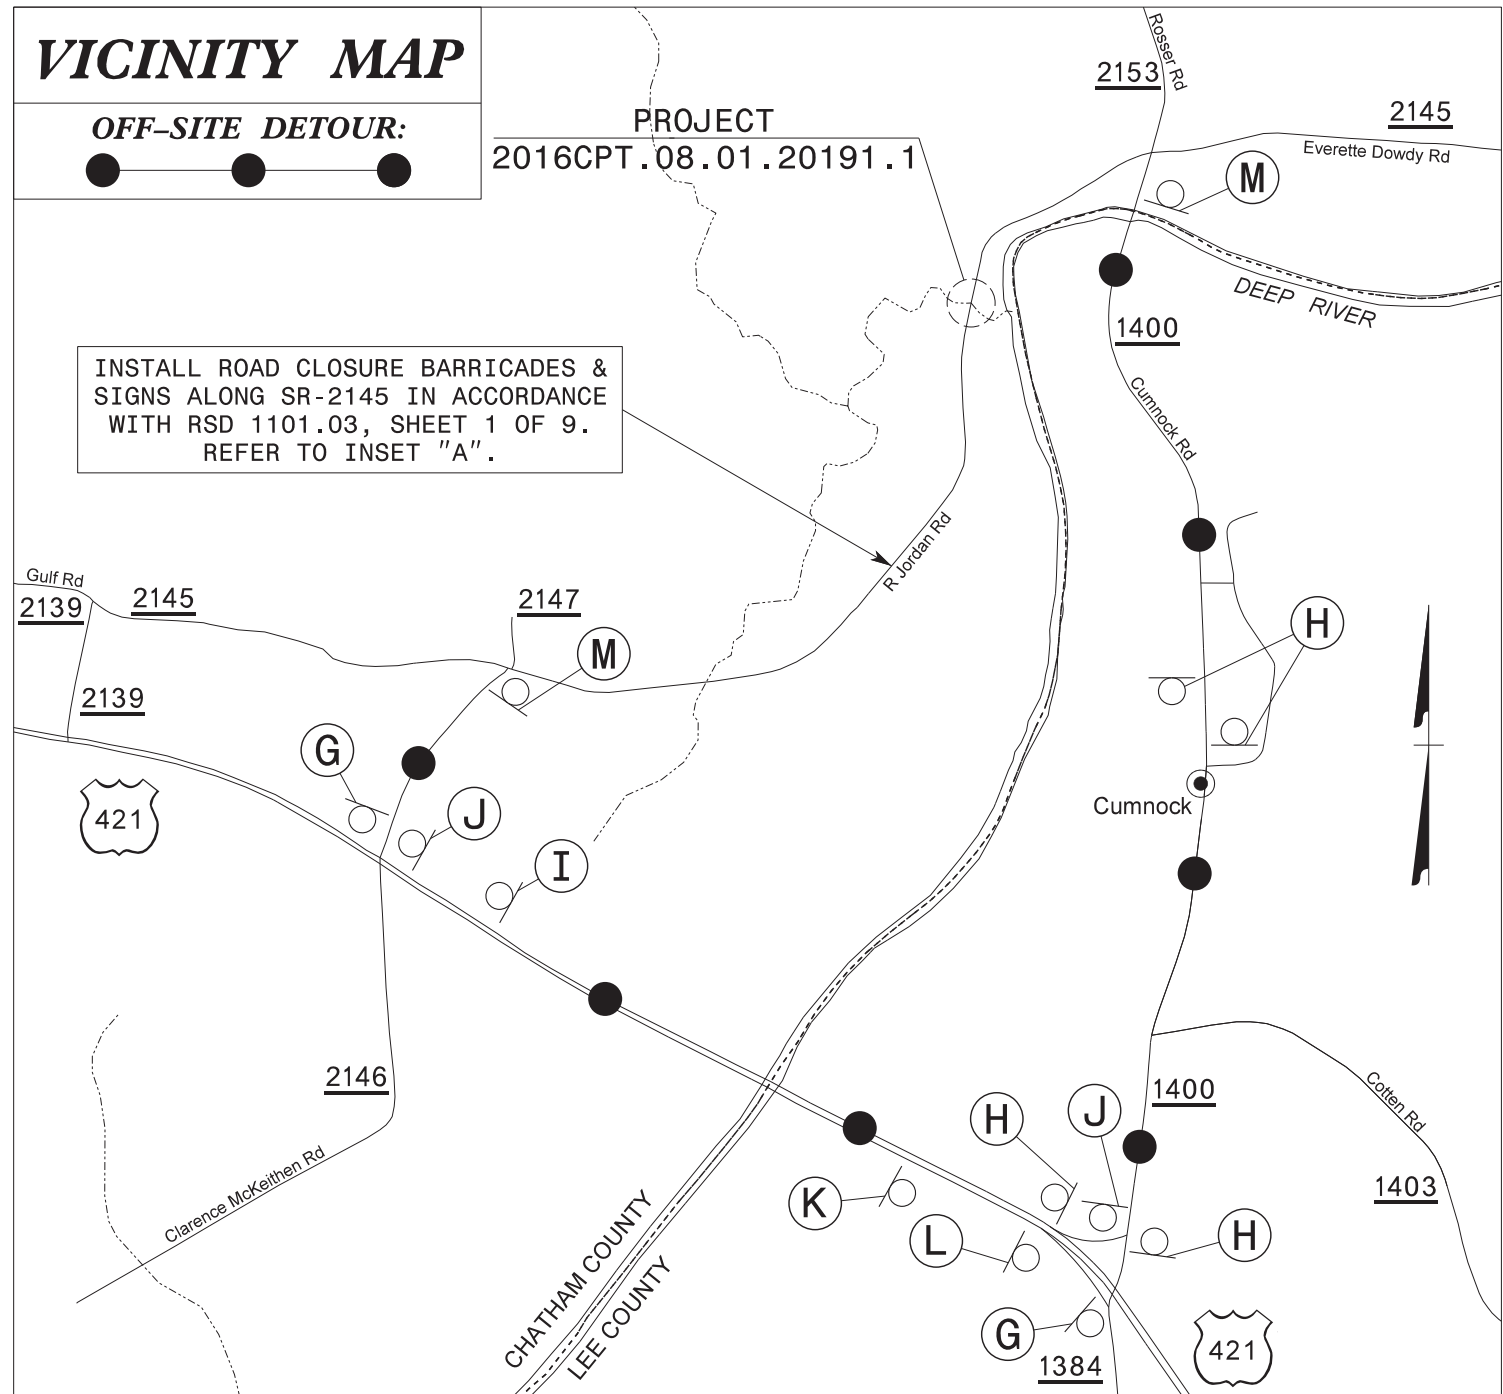 VICINITY MAP
OFF-SITE DETOUR:
PROJECT
2016CPT.08.01.20191.1
2153
Rosser Rd
2145
Everette Dowdy Rd
M
DEEP RIVER
1400
Cumnock Rd
INSTALL ROAD CLOSURE BARRICADES &
SIGNS ALONG SR-2145 IN ACCORDANCE
WITH RSD 1101.03, SHEET 1 OF 9.
REFER TO INSET "A".
R Jordan Rd
Gulf Rd
2139
2145
2147
M
H
2139
G
J
421
I
Cumnock
2146
Clarence McKeithen Rd
CHATHAM COUNTY
LEE COUNTY
H
J
1400
Cotten Rd
1403
K
L
H
G
1384
421